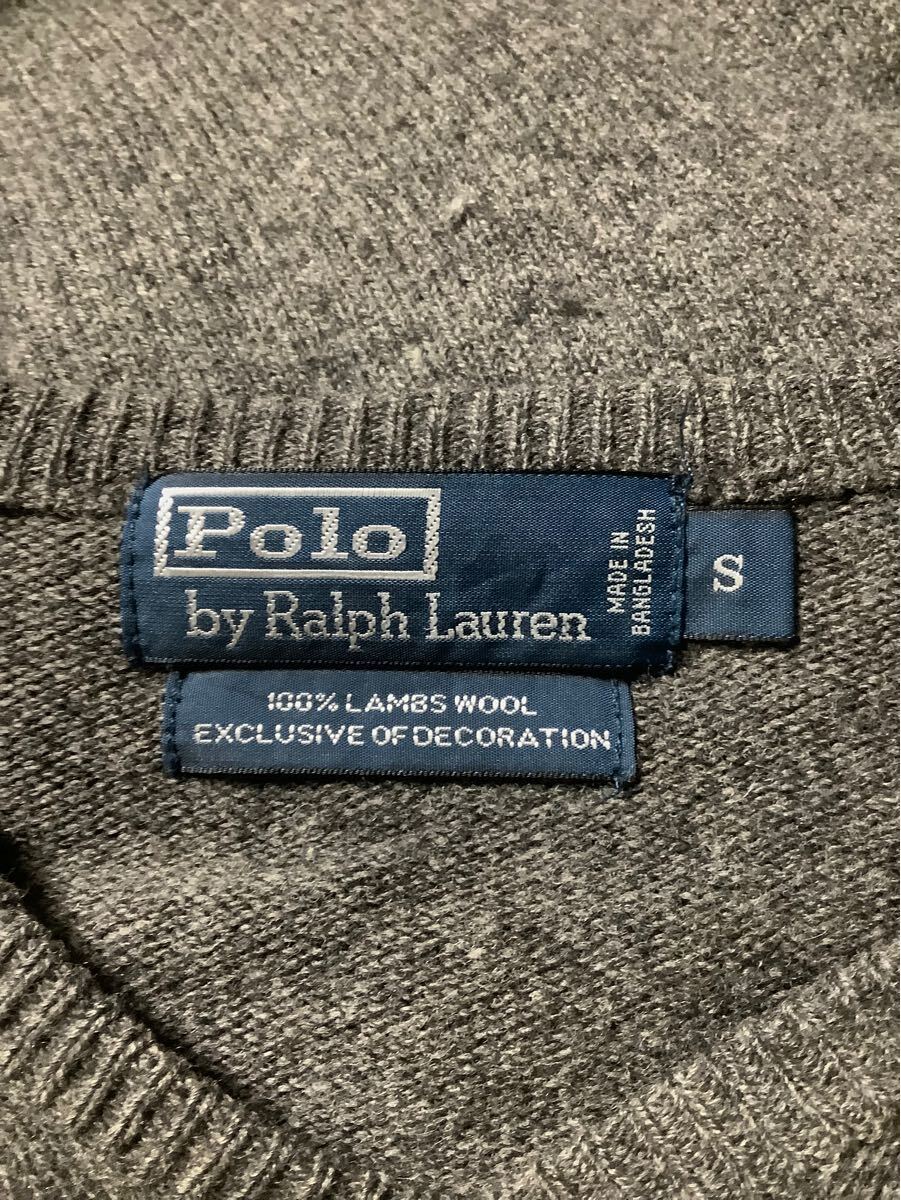 Polo
by Ralph Lauren
MADE IN
BANGLADESH
S
100% LAMBS WOOL
EXCLUSIVE OF DECORATION